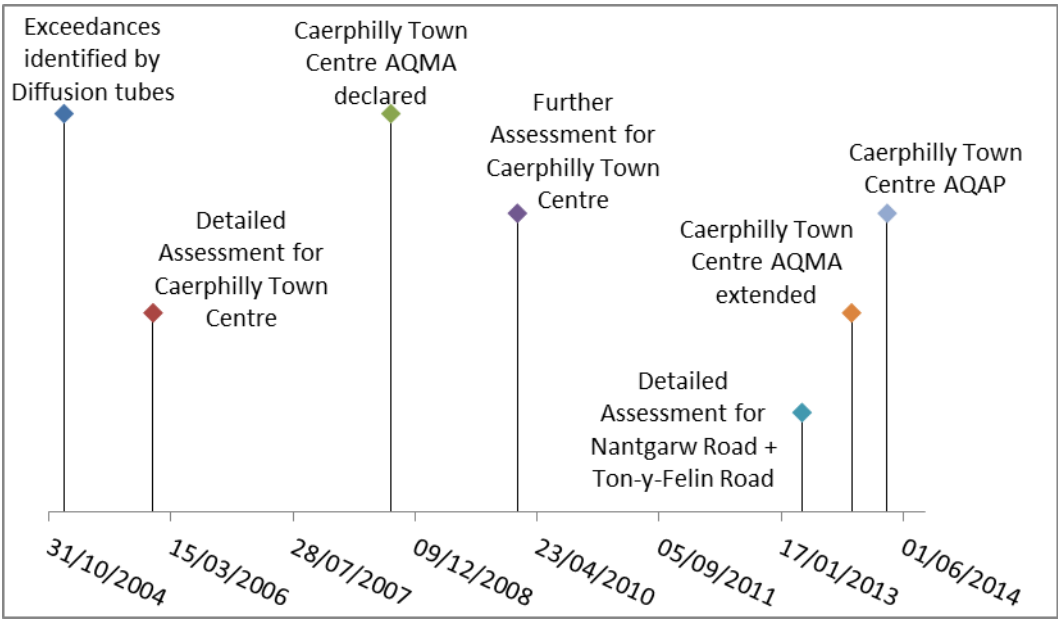 Exceedances
identified by
Diffusion tubes
Detailed
Assessment for
Caerphilly Town
Centre
Caerphilly Town
Centre AQMA
declared
Further
Assessment for
Caerphilly Town
Centre
Detailed
Assessment for
Nantgarw Road +
Ton-y-Felin Road
Caerphilly Town
Centre AQMA
extended
Caerphilly Town
Centre AQAP
31/10/2004
15/03/2006
28/07/2007
09/12/2008
23/04/2010
05/09/2011
17/01/2013
01/06/2014